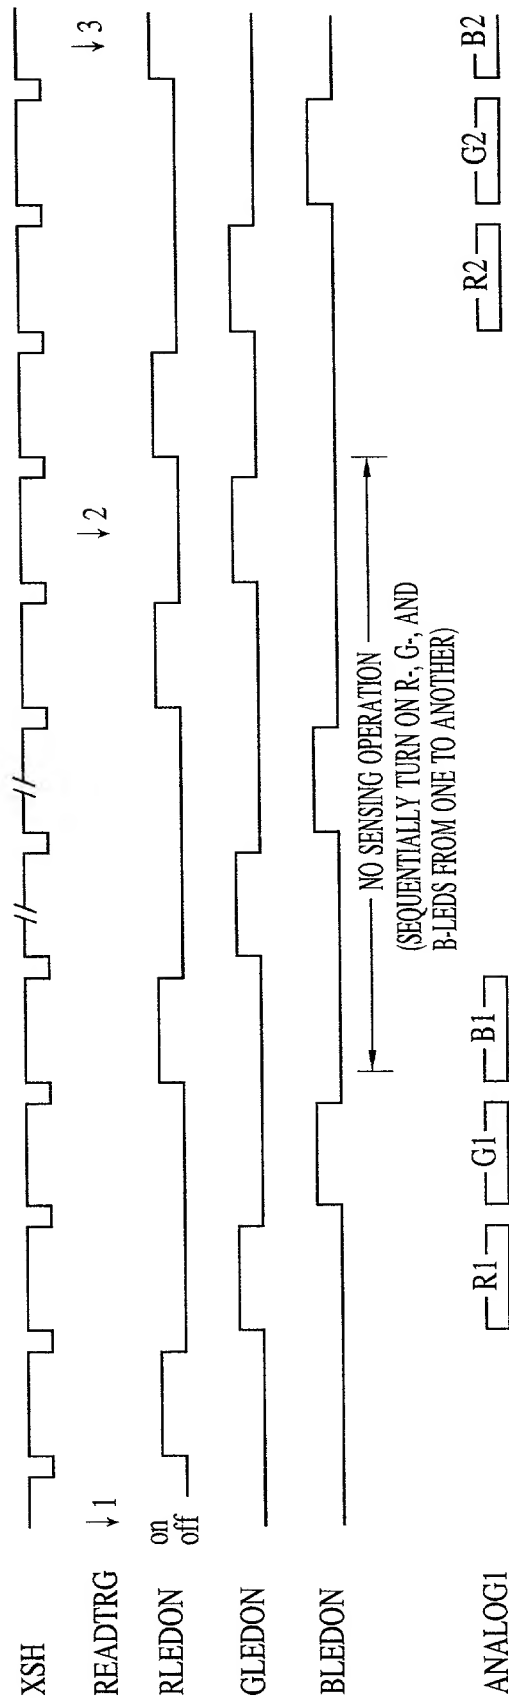 XSH
READTRG ↓1 ↓2 ↓3
on
off
RLEDON
GLEDON
BLEDON
NO SENSING OPERATION
(SEQUENTIALLY TURN ON R-, G-, AND
B-LEDS FROM ONE TO ANOTHER)
ANALOG1 R1 G1 B1 R2 G2 B2